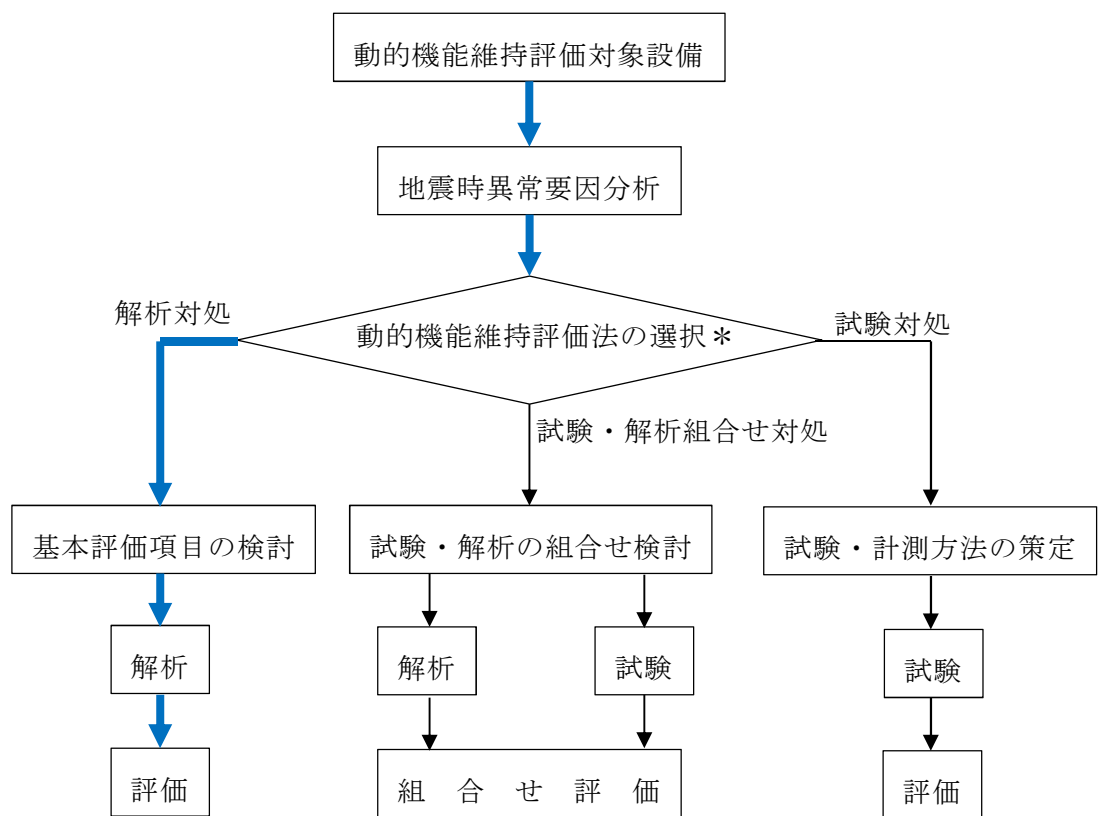 動的機能維持評価対象設備
地震時異常要因分析
解析対処
動的機能維持評価法の選択＊
試験対処
試験・解析組合せ対処
基本評価項目の検討
試験・解析の組合せ検討
試験・計測方法の策定
解析
解析
試験
試験
評価
組合せ評価
評価